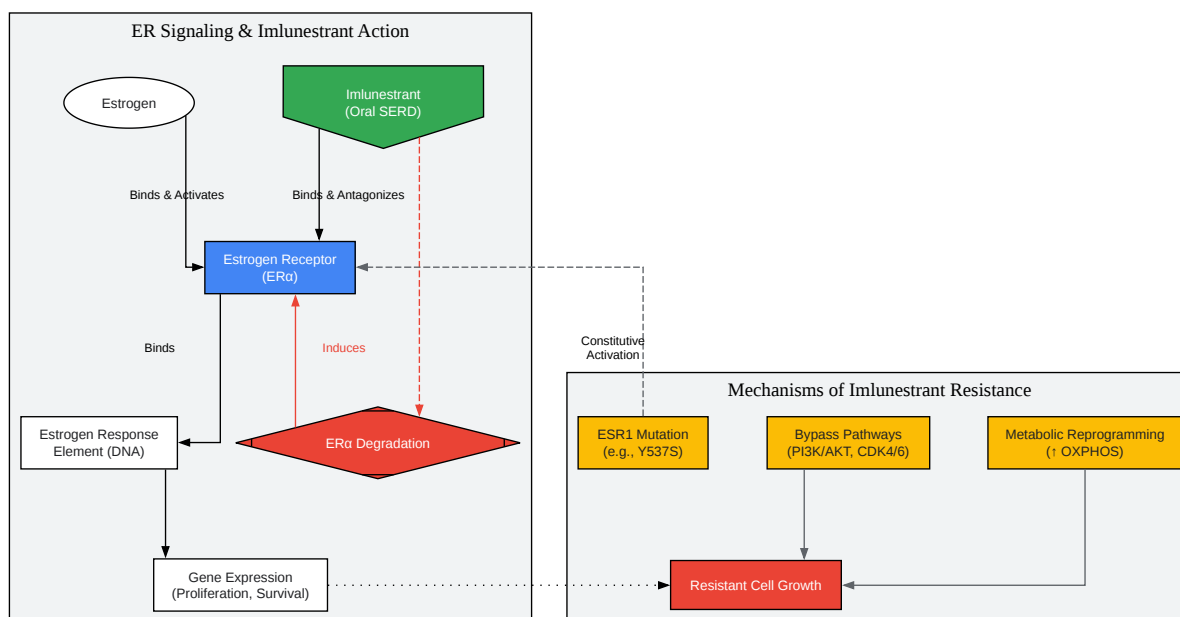 ER Signaling & Imlunestrant Action
Estrogen
Imlunestrant
(Oral SERD)
Binds & Activates
Binds & Antagonizes
Estrogen Receptor
(ERα)
Binds
Induces
Constitutive
Activation
Mechanisms of Imlunestrant Resistance
Estrogen Response
Element (DNA)
ERα Degradation
ESR1 Mutation
(e.g., Y537S)
Bypass Pathways
(PI3K/AKT, CDK4/6)
Metabolic Reprogramming
(↑ OXPHOS)
Gene Expression
(Proliferation, Survival)
Resistant Cell Growth